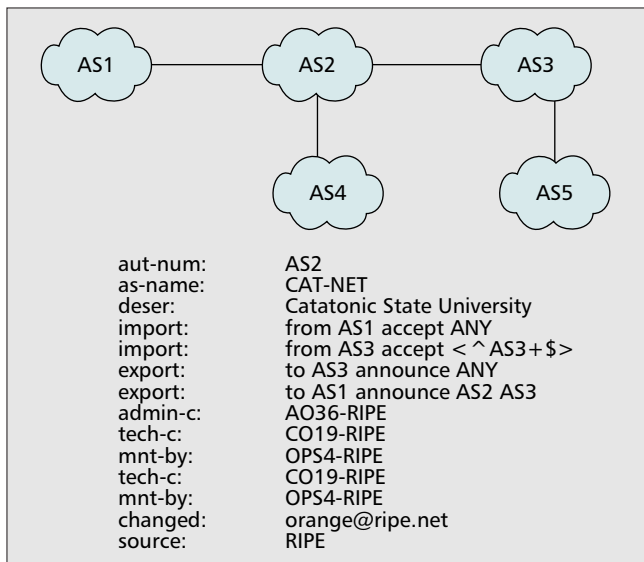 AS1 AS2 AS3
AS4 AS5
aut-num: AS2
as-name: CAT-NET
deser: Catatonic State University
import: from AS1 accept ANY
import: from AS3 accept <^AS3+$>
export: to AS3 announce ANY
export: to AS1 announce AS2 AS3
admin-c: AO36-RIPE
tech-c: CO19-RIPE
mnt-by: OPS4-RIPE
tech-c: CO19-RIPE
mnt-by: OPS4-RIPE
changed: orange@ripe.net
source: RIPE